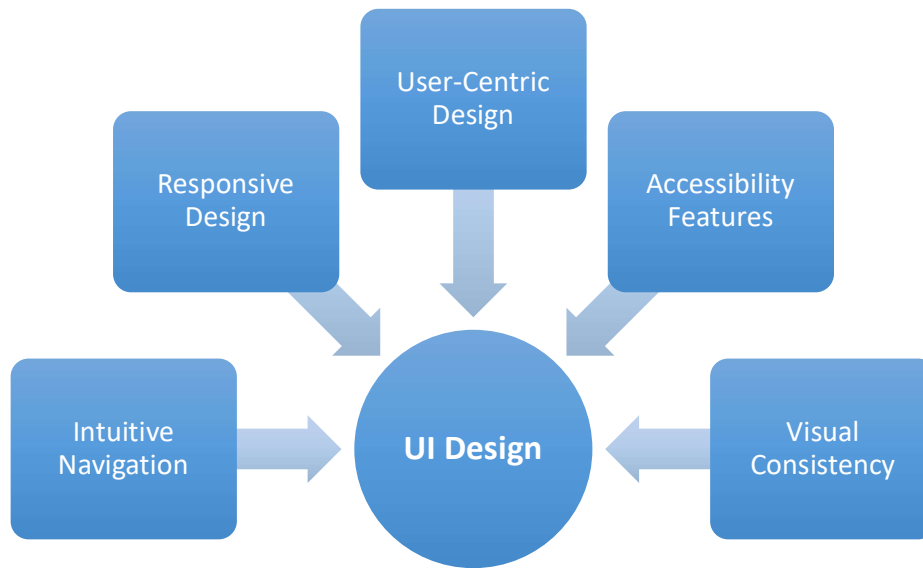 User-Centric
Design
Responsive
Design
Accessibility
Features
Intuitive
Navigation
UI Design
Visual
Consistency